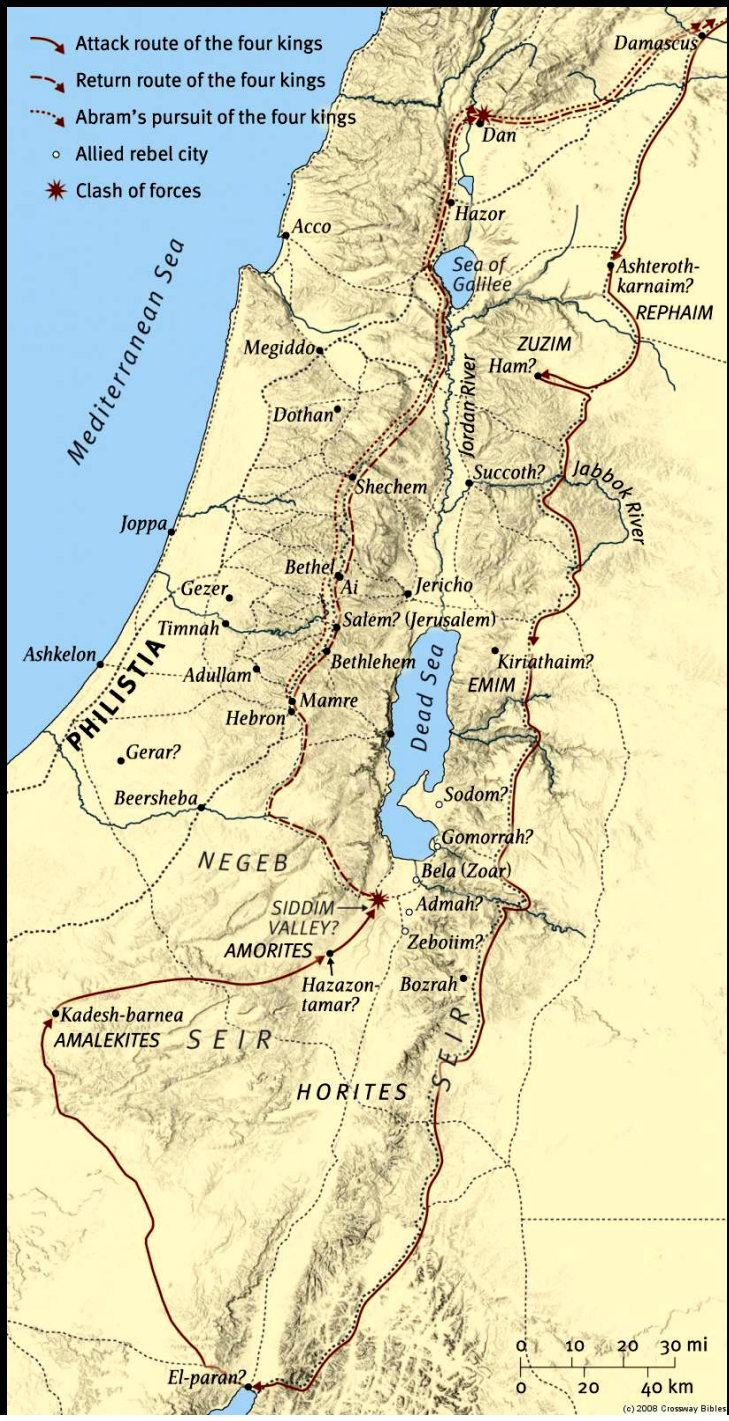 Attack route of the four kings
Return route of the four kings
Abram's pursuit of the four kings
Allied rebel city
Clash of forces
Damascus
Dan
Hazor
Acco
Sea of
Galilee
Ashteroth-
karnaim?
REPHAIM
Mediterranean Sea
Megiddo
ZUZIM
Ham?
Jordan River
Dothan
Shechem
Succoth?
Jabbok River
Joppa
Bethel
Ai
Jericho
Gezer
Timnah
Salem? (Jerusalem)
Ashkelon
PHILISTIA
Adullam
Bethlehem
Kiriathaim?
EMIM
Mamre
Hebron
Dead Sea
Gerar?
Beersheba
Sodom?
Gomorrah?
NEGEB
Bela (Zoar)
SIDDIM
VALLEY?
Admah?
AMORITES
Zeboiim?
Hazazon-
tamar?
Bozrah
Kadesh-barnea
AMALEKITES
SEIR
SEIR
HORITES
El-paran?
0 10 20 30 mi
0 20 40 km
(c) 2008 Crossway Bibles